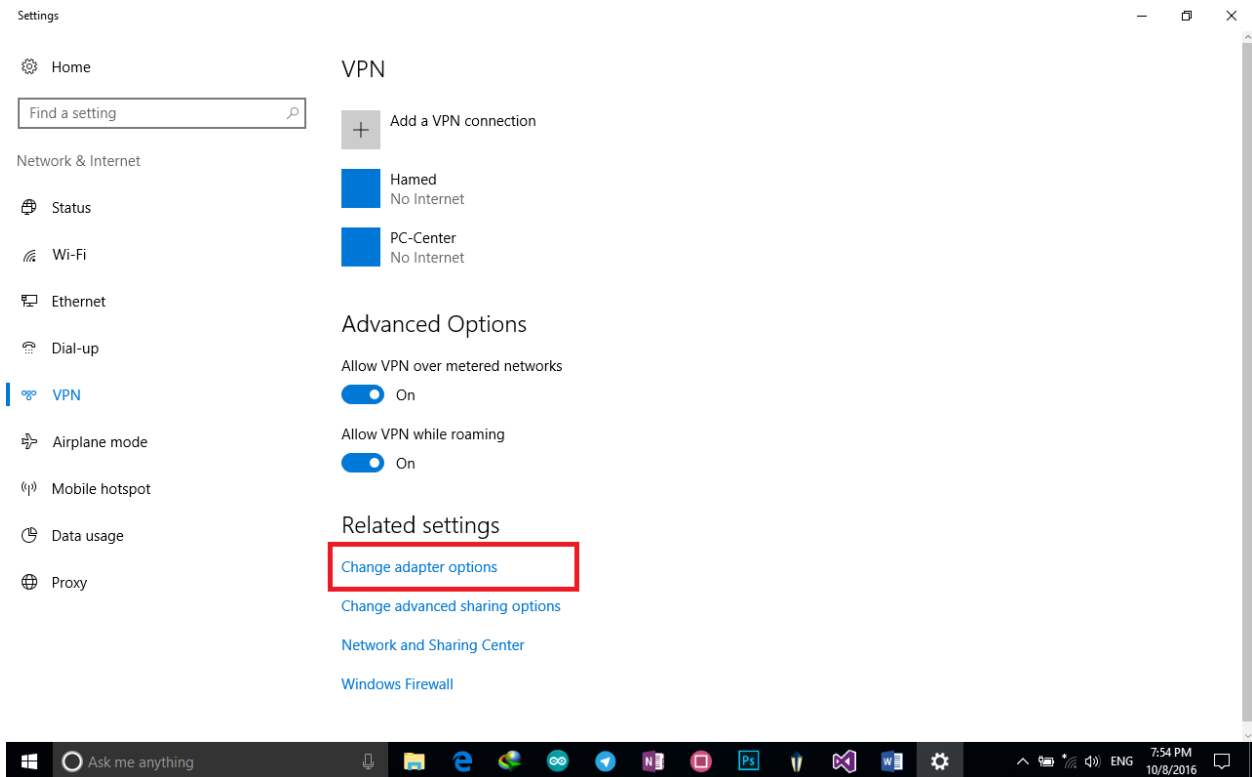 Settings
Home
Find a setting
Network & Internet
Status
Wi-Fi
Ethernet
Dial-up
VPN
Airplane mode
Mobile hotspot
Data usage
Proxy
VPN
Add a VPN connection
Hamed
No Internet
PC-Center
No Internet
Advanced Options
Allow VPN over metered networks
On
Allow VPN while roaming
On
Related settings
Change adapter options
Change advanced sharing options
Network and Sharing Center
Windows Firewall
Ask me anything
N
Ps
W
ENG
7:54 PM
10/8/2016